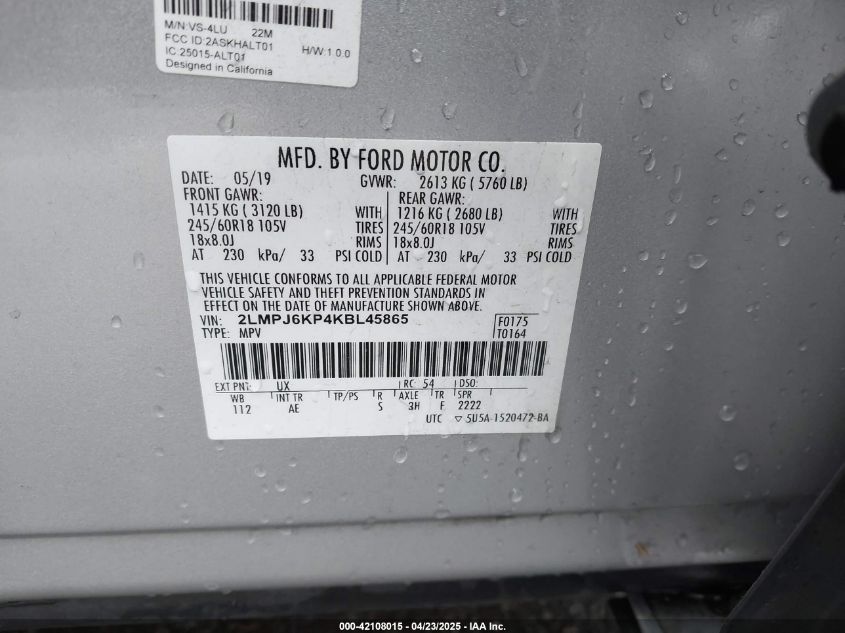 M/N:VS-4LU 22M
FCC ID:2ASKHALT01
IC:25015-ALT01 H/W:1.0.0
Designed in California
MFD. BY FORD MOTOR CO.
DATE: 05/19 GVWR: 2613 KG ( 5760 LB)
FRONT GAWR: REAR GAWR:
1415 KG ( 3120 LB) WITH 1216 KG ( 2680 LB) WITH
245/60R18 105V TIRES 245/60R18 105V TIRES
18x8.0J RIMS 18x8.0J RIMS
AT 230 kPa/ 33 PSI COLD AT 230 kPa/ 33 PSI COLD
THIS VEHICLE CONFORMS TO ALL APPLICABLE FEDERAL MOTOR
VEHICLE SAFETY AND THEFT PREVENTION STANDARDS IN
EFFECT ON THE DATE OF MANUFACTURE SHOWN ABOVE.
VIN: 2LMPJ6KP4KBL45865 F0175
TYPE: MPV T0164
EXT PNT: UX RC: 54 DSO:
WB INT TR TP/PS R AXLE TR SPR
112 AE S 3H F 2222
UTC ▽ 5U5A-1520472-BA
000-42108015 - 04/23/2025 - IAA Inc.